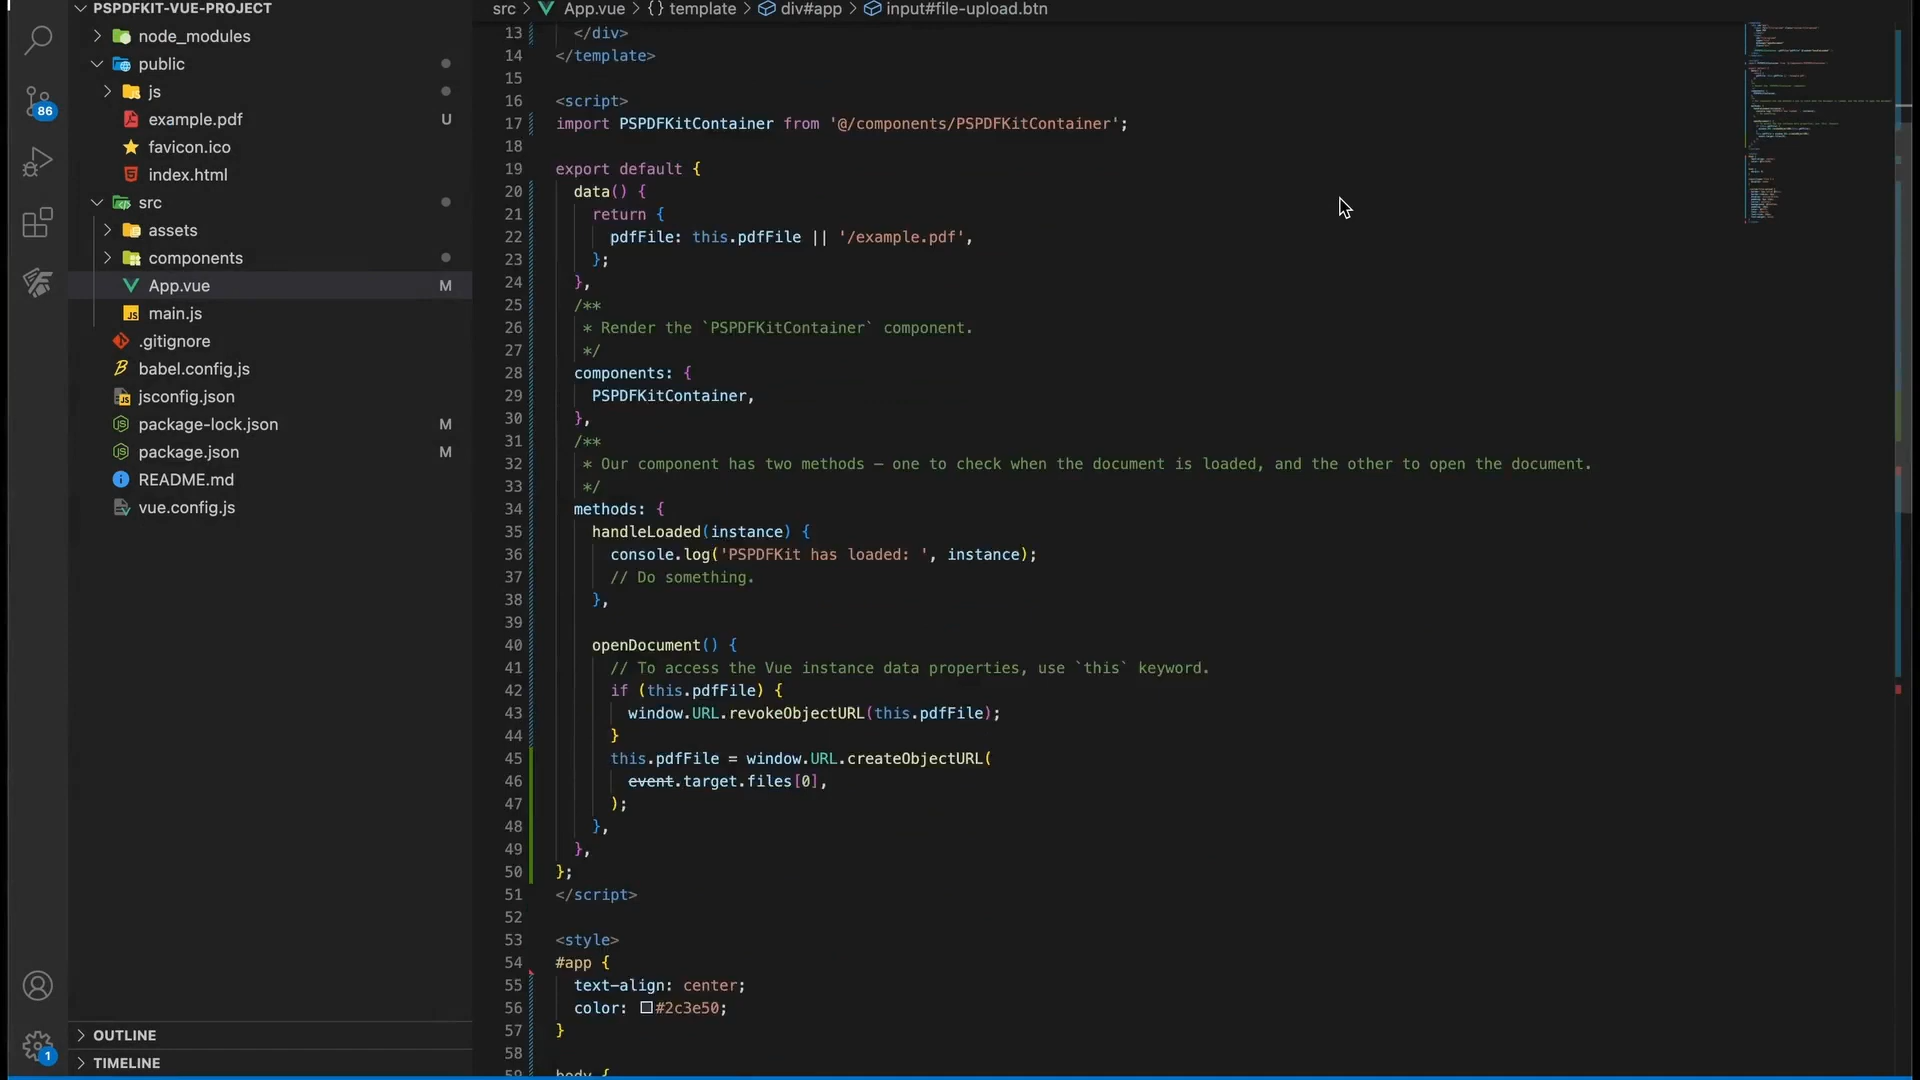 PSPDFKIT-VUE-PROJECT
node_modules
public
js
example.pdf U
favicon.ico
index.html
src
assets
components
App.vue M
main.js
.gitignore
babel.config.js
jsconfig.json
package-lock.json M
package.json M
README.md
vue.config.js
OUTLINE
TIMELINE
86
1
src > App.vue > {} template > div#app > input#file-upload.btn
13 </div>
14 </template>
15
16 <script>
17 import PSPDFKitContainer from '@/components/PSPDFKitContainer';
18
19 export default {
20 data() {
21 return {
22 pdfFile: this.pdfFile || '/example.pdf',
23 };
24 },
25 /**
26 * Render the `PSPDFKitContainer` component.
27 */
28 components: {
29 PSPDFKitContainer,
30 },
31 /**
32 * Our component has two methods — one to check when the document is loaded, and the other to open the document.
33 */
34 methods: {
35 handleLoaded(instance) {
36 console.log('PSPDFKit has loaded: ', instance);
37 // Do something.
38 },
39
40 openDocument() {
41 // To access the Vue instance data properties, use `this` keyword.
42 if (this.pdfFile) {
43 window.URL.revokeObjectURL(this.pdfFile);
44 }
45 this.pdfFile = window.URL.createObjectURL(
46 event.target.files[0],
47 );
48 },
49 },
50 };
51 </script>
52
53 <style>
54 #app {
55 text-align: center;
56 color: #2c3e50;
57 }
58
59 body {